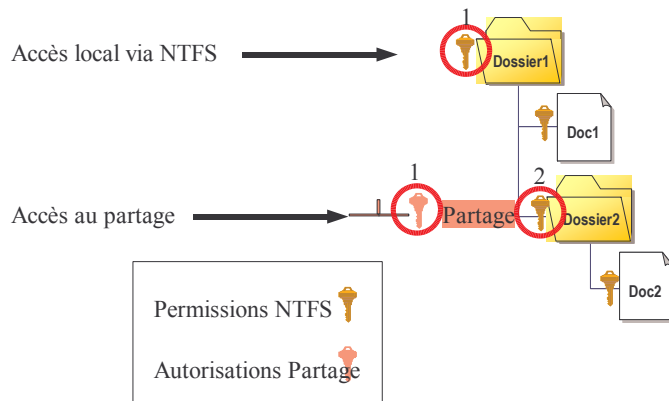 1
Accès local via NTFS
Dossier1
Doc1
1
2
Accès au partage
Partage
Dossier2
Doc2
Permissions NTFS
Autorisations Partage